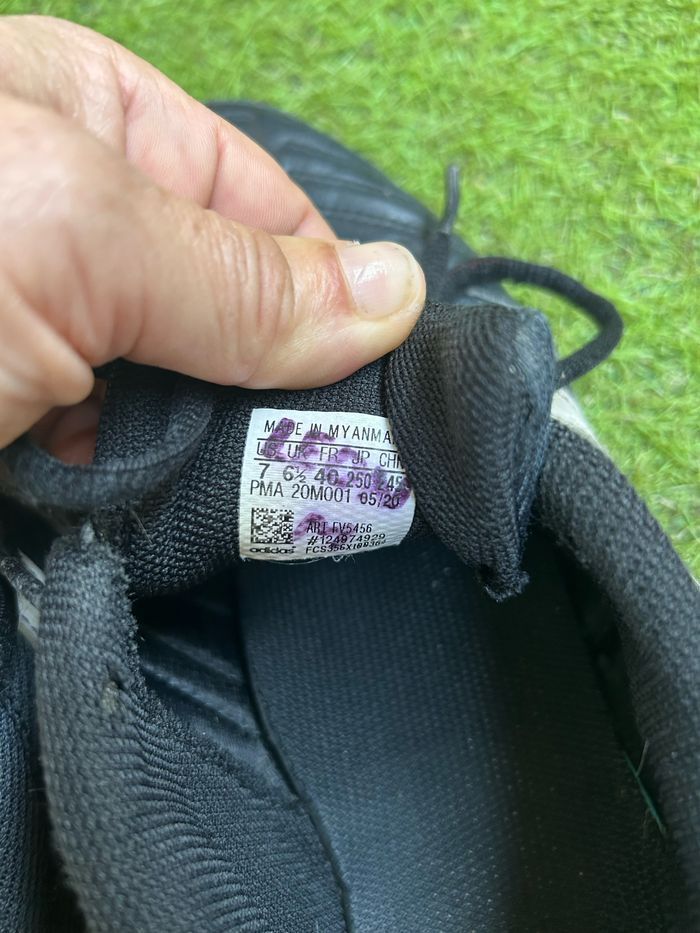 MADE IN MYANMA
US UK FR JP CHN
7 6½ 40 250 245
PMA 20M001 05/20
ART FV5456
#124974929
adidas